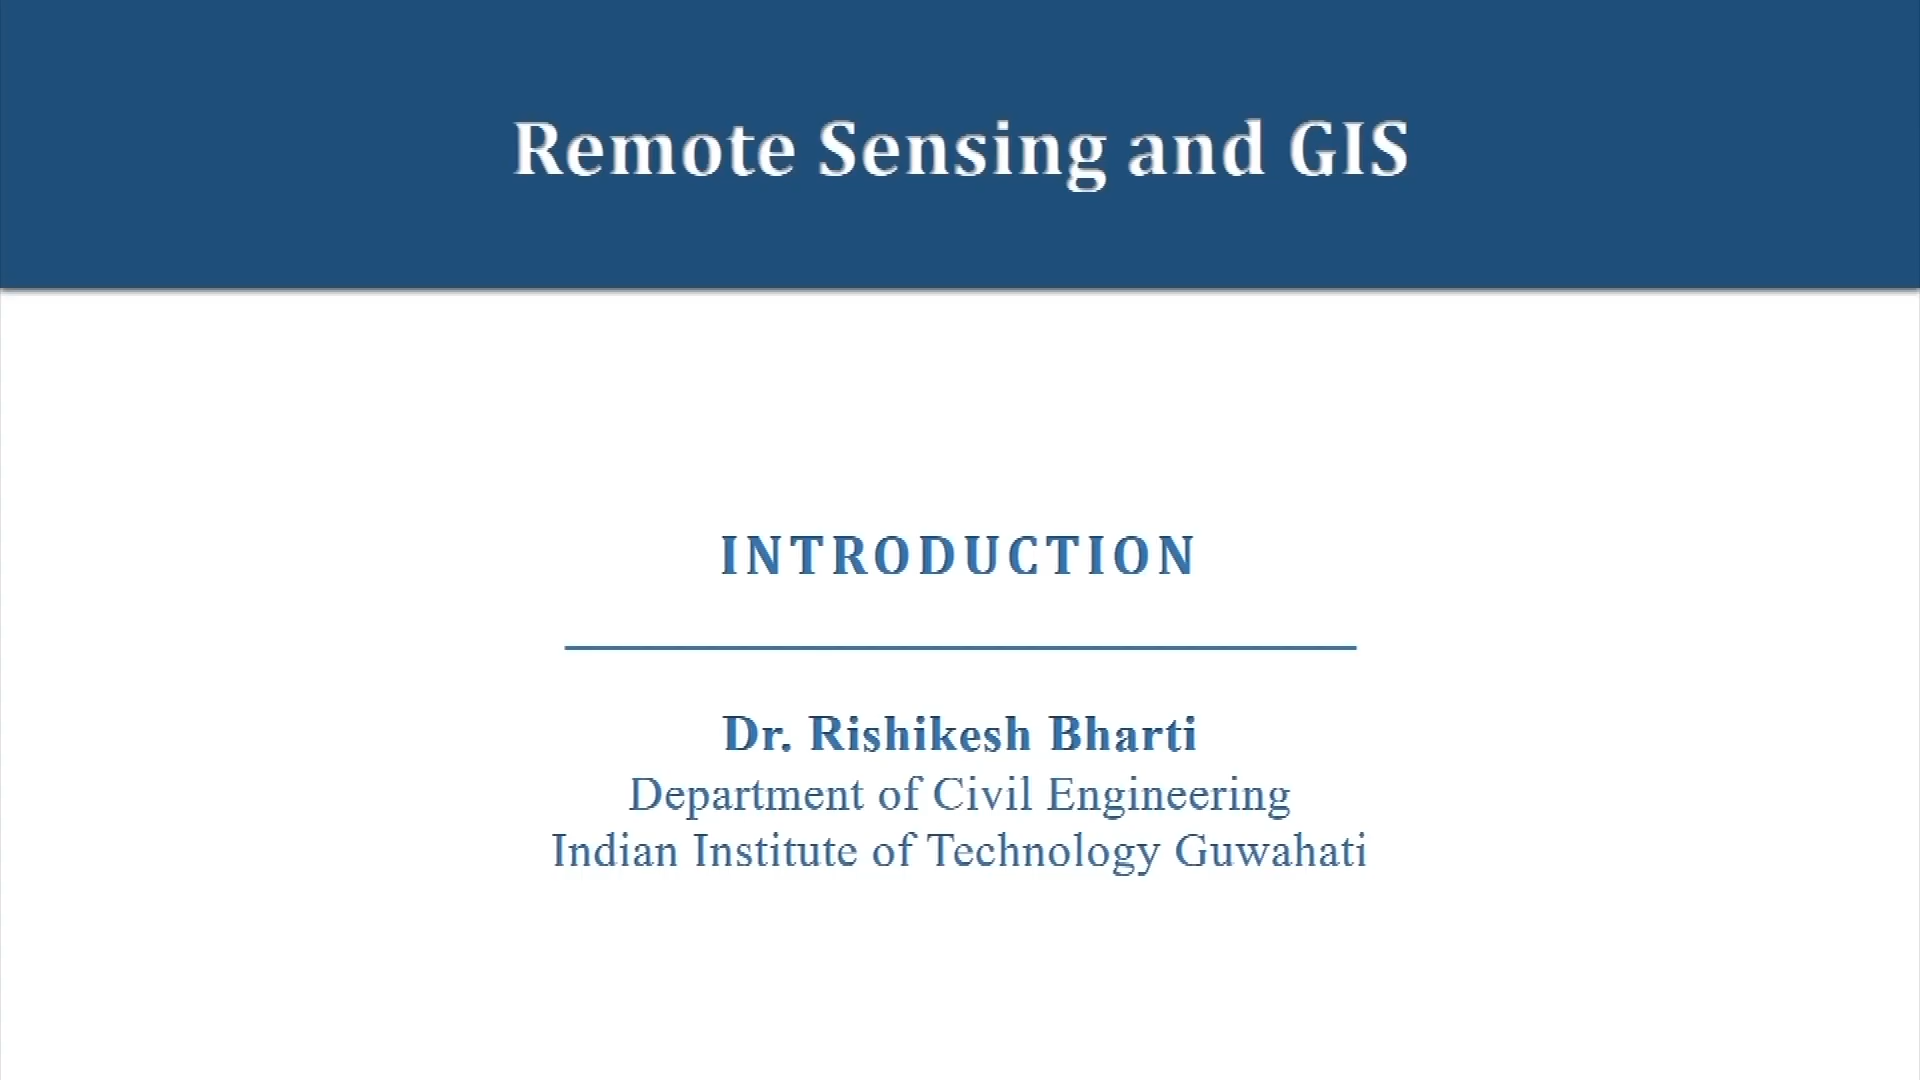 Remote Sensing and GIS
INTRODUCTION
Dr. Rishikesh Bharti
Department of Civil Engineering
Indian Institute of Technology Guwahati